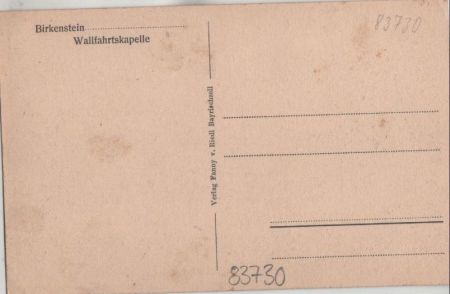 Birkenstein
Wallfahrtskapelle
83730
Verlag Fanny v. Riedl Bayrischzell
83730